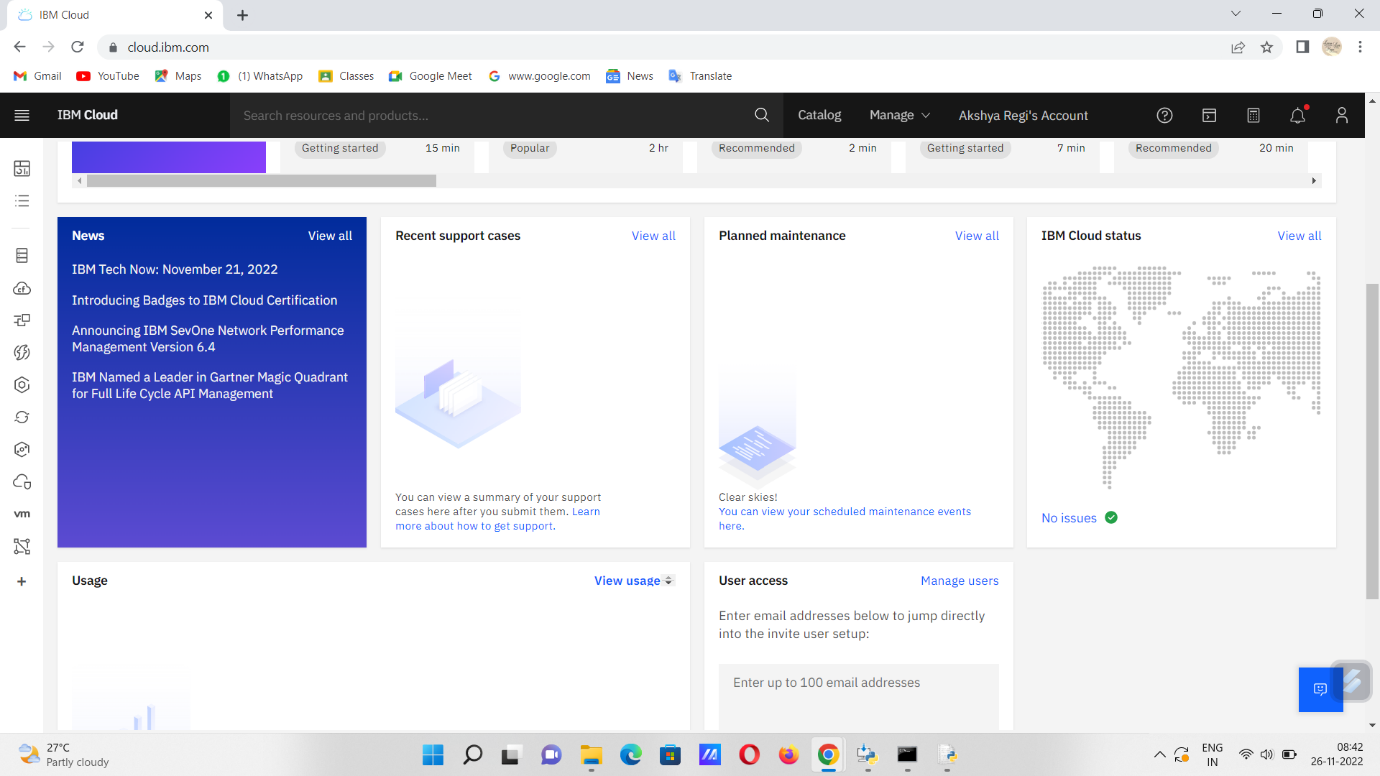 IBM Cloud
cloud.ibm.com
Gmail YouTube Maps (1) WhatsApp Classes Google Meet www.google.com News Translate
IBM Cloud Search resources and products... Catalog Manage Akshya Regi's Account
Getting started 15 min Popular 2 hr Recommended 2 min Getting started 7 min Recommended 20 min
News View all
IBM Tech Now: November 21, 2022
Introducing Badges to IBM Cloud Certification
Announcing IBM SevOne Network Performance
Management Version 6.4
IBM Named a Leader in Gartner Magic Quadrant
for Full Life Cycle API Management
Recent support cases View all
You can view a summary of your support
cases here after you submit them. Learn
more about how to get support.
Planned maintenance View all
Clear skies!
You can view your scheduled maintenance events
here.
IBM Cloud status View all
No issues
vm
Usage View usage
User access Manage users
Enter email addresses below to jump directly
into the invite user setup:
Enter up to 100 email addresses
27°C
Partly cloudy
ENG
IN
08:42
26-11-2022